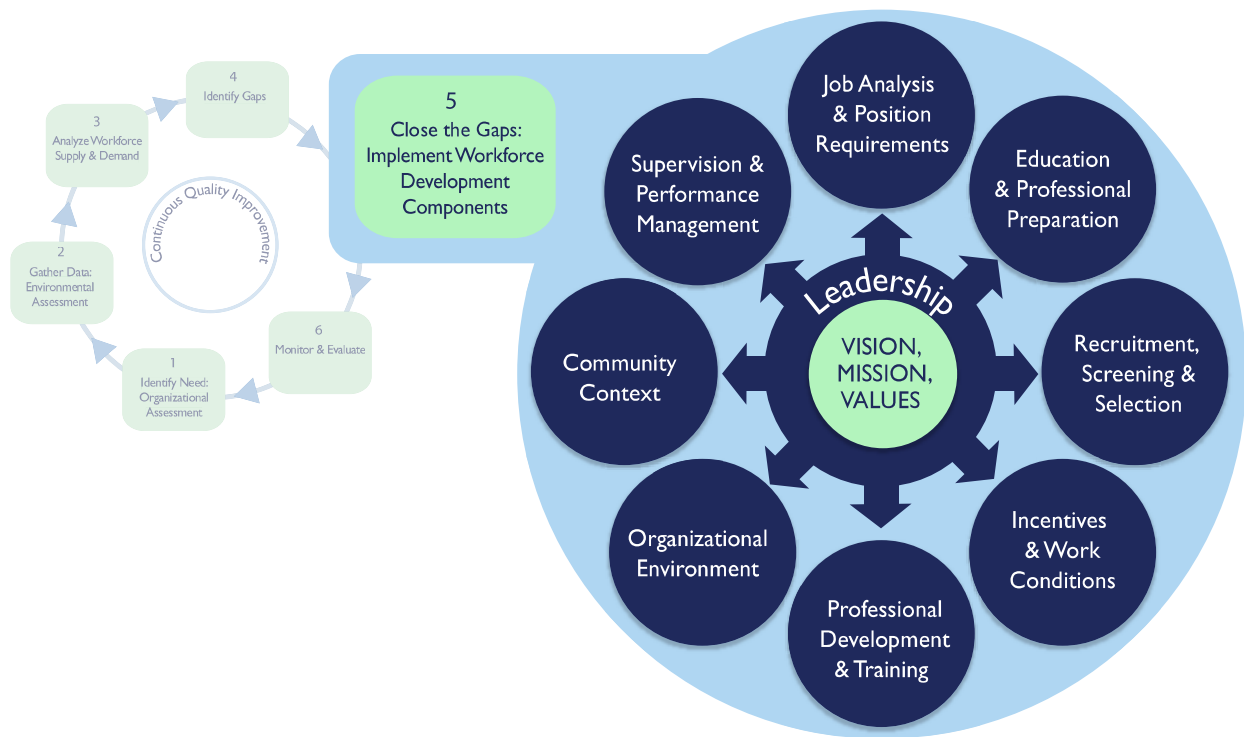 4
Identify Gaps
3
Analyze Workforce
Supply & Demand
2
Gather Data:
Environmental
Assessment
1
Identify Need:
Organizational
Assessment
6
Monitor & Evaluate
Continuous Quality Improvement
5
Close the Gaps:
Implement Workforce
Development
Components
Job Analysis
& Position
Requirements
Education
& Professional
Preparation
Recruitment,
Screening &
Selection
Incentives
& Work
Conditions
Professional
Development
& Training
Organizational
Environment
Community
Context
Supervision &
Performance
Management
Leadership
VISION,
MISSION,
VALUES